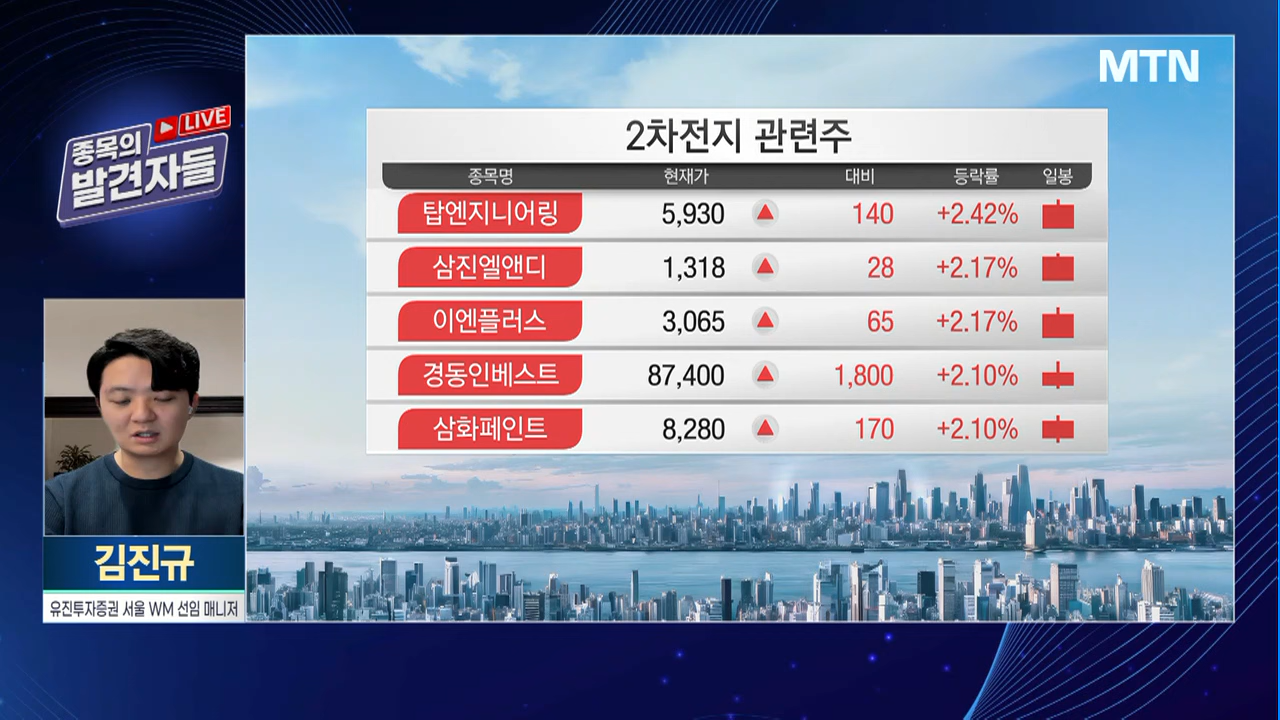 MTN
LIVE
종목의
발견자들
2차전지 관련주
종목명 현재가 대비 등락률 일봉
탑엔지니어링 5,930 ▲ 140 +2.42%
삼진엘앤디 1,318 ▲ 28 +2.17%
이엔플러스 3,065 ▲ 65 +2.17%
경동인베스트 87,400 ▲ 1,800 +2.10%
삼화페인트 8,280 ▲ 170 +2.10%
김진규
유진투자증권 서울 WM 선임 매니저